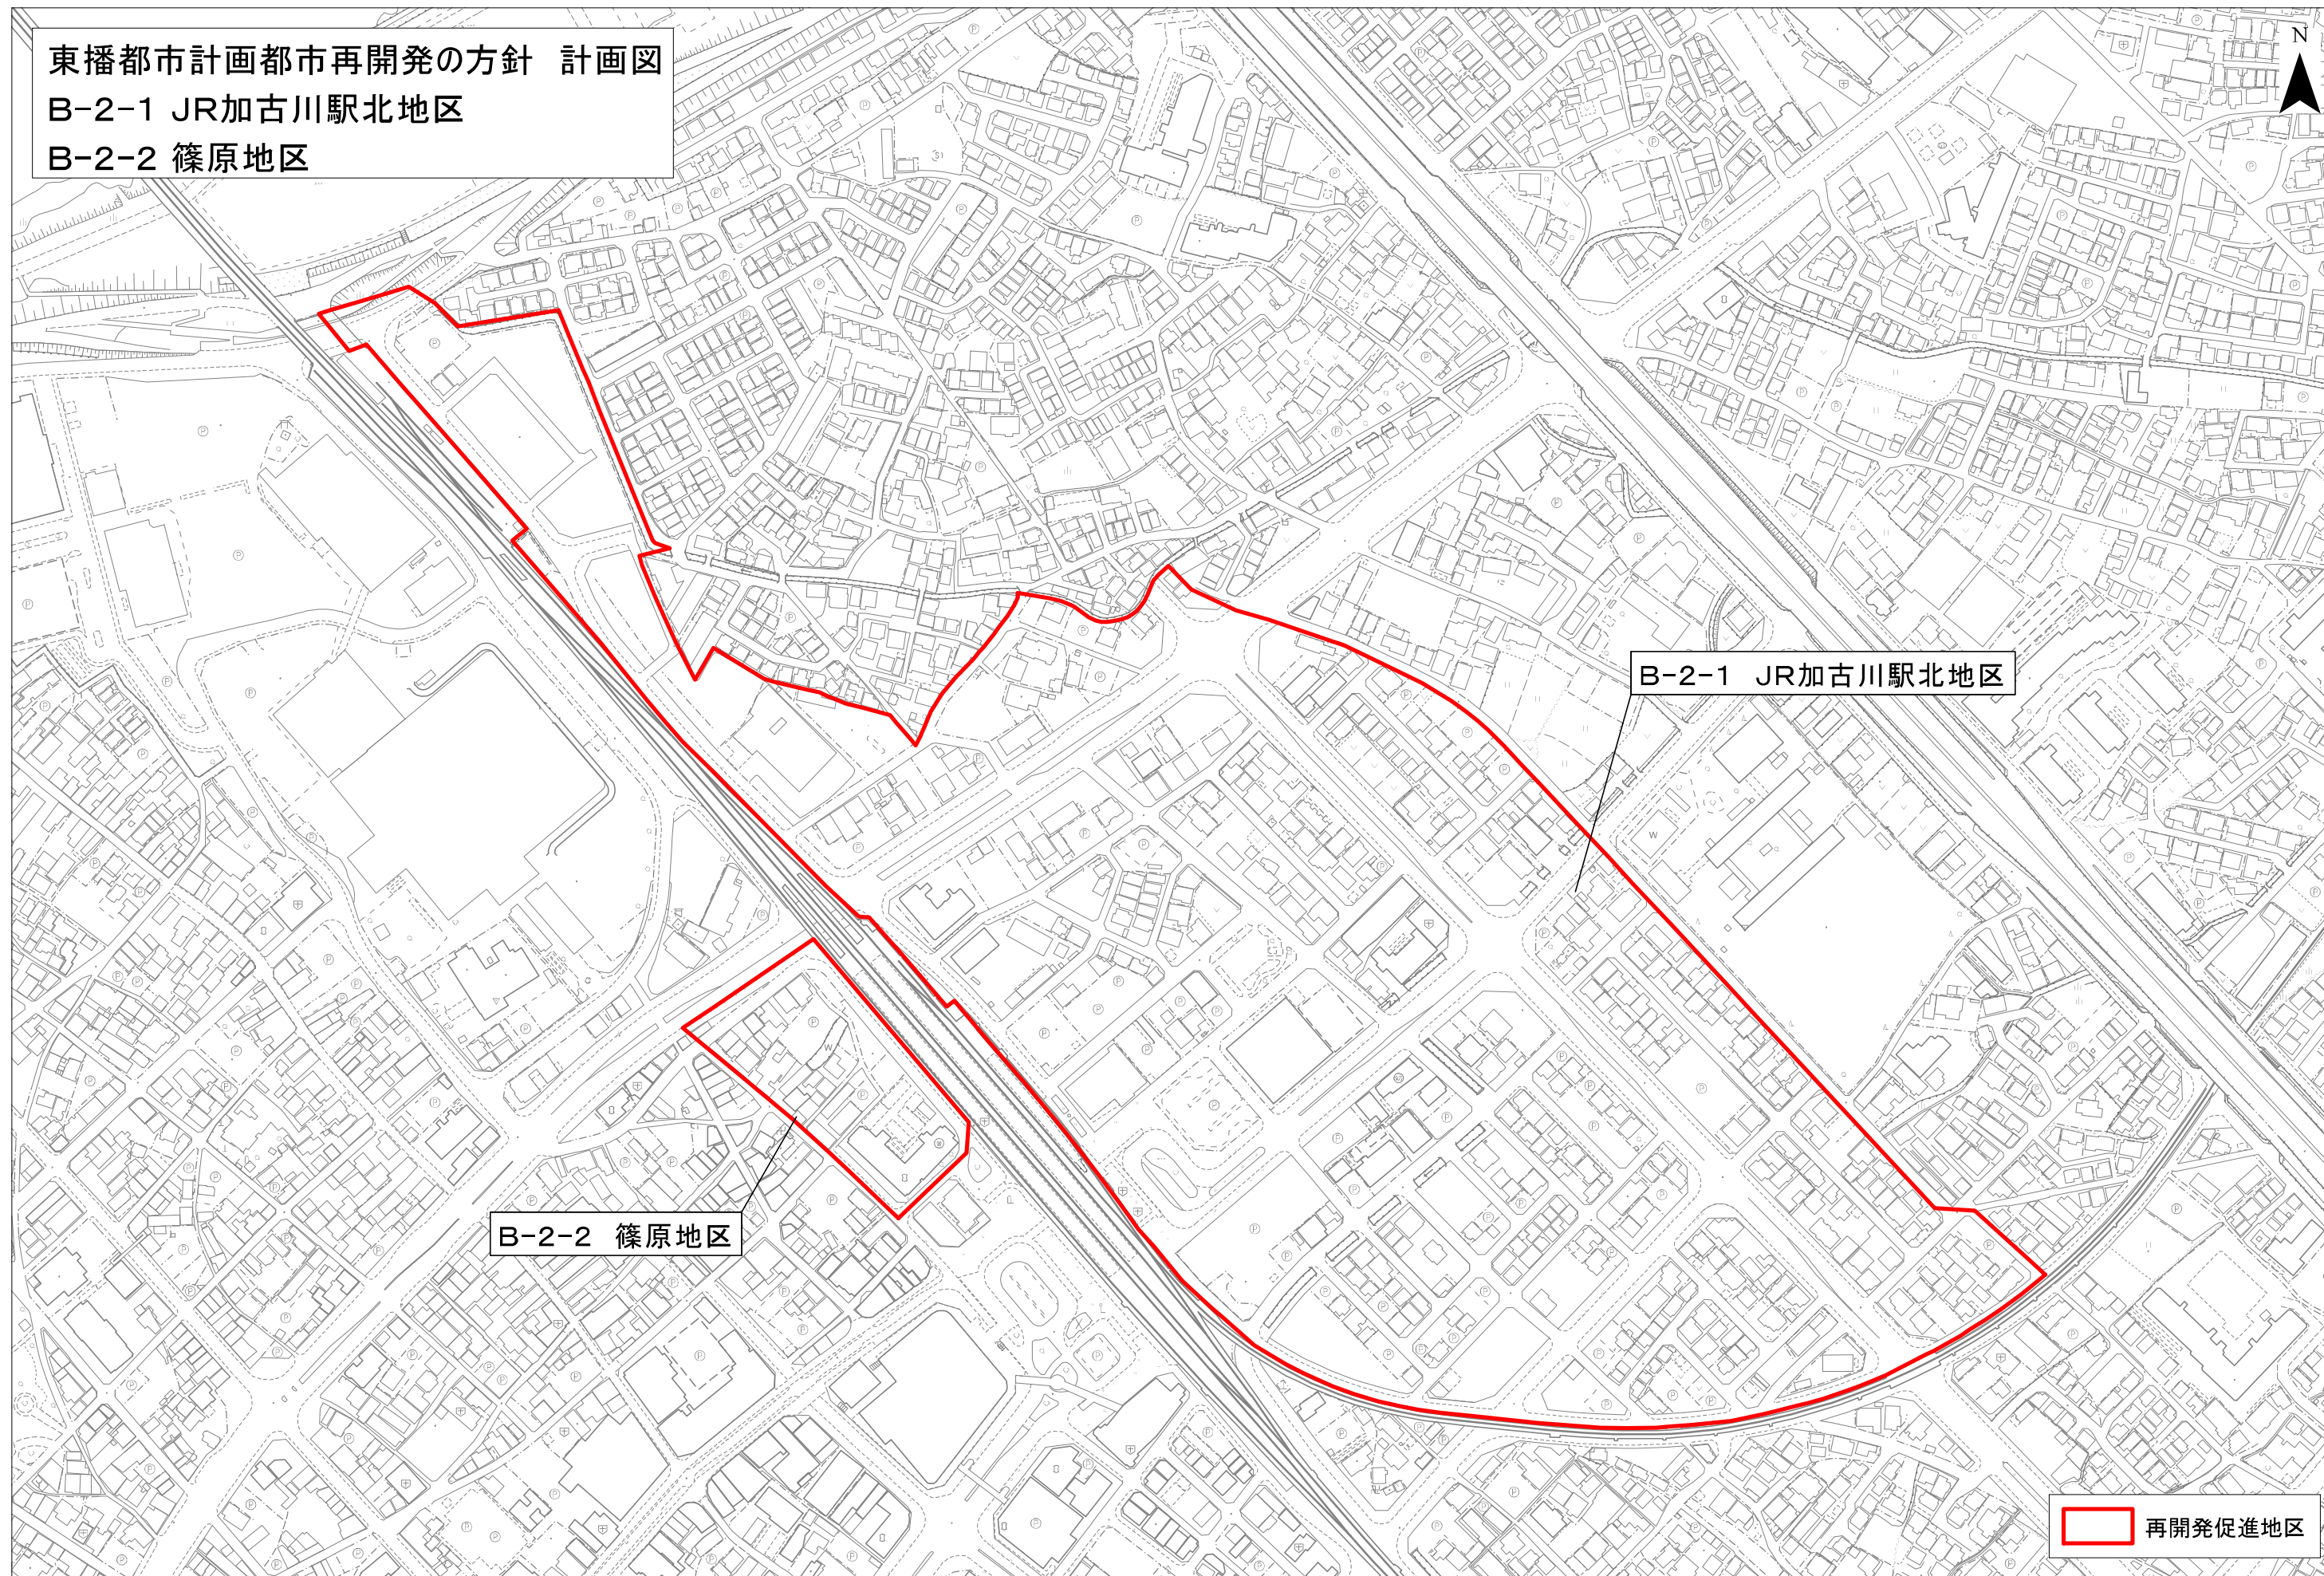 東播都市計画都市再開発の方針　計画図
B-2-1 JR加古川駅北地区
B-2-2 篠原地区
N
B-2-1　JR加古川駅北地区
B-2-2　篠原地区
再開発促進地区